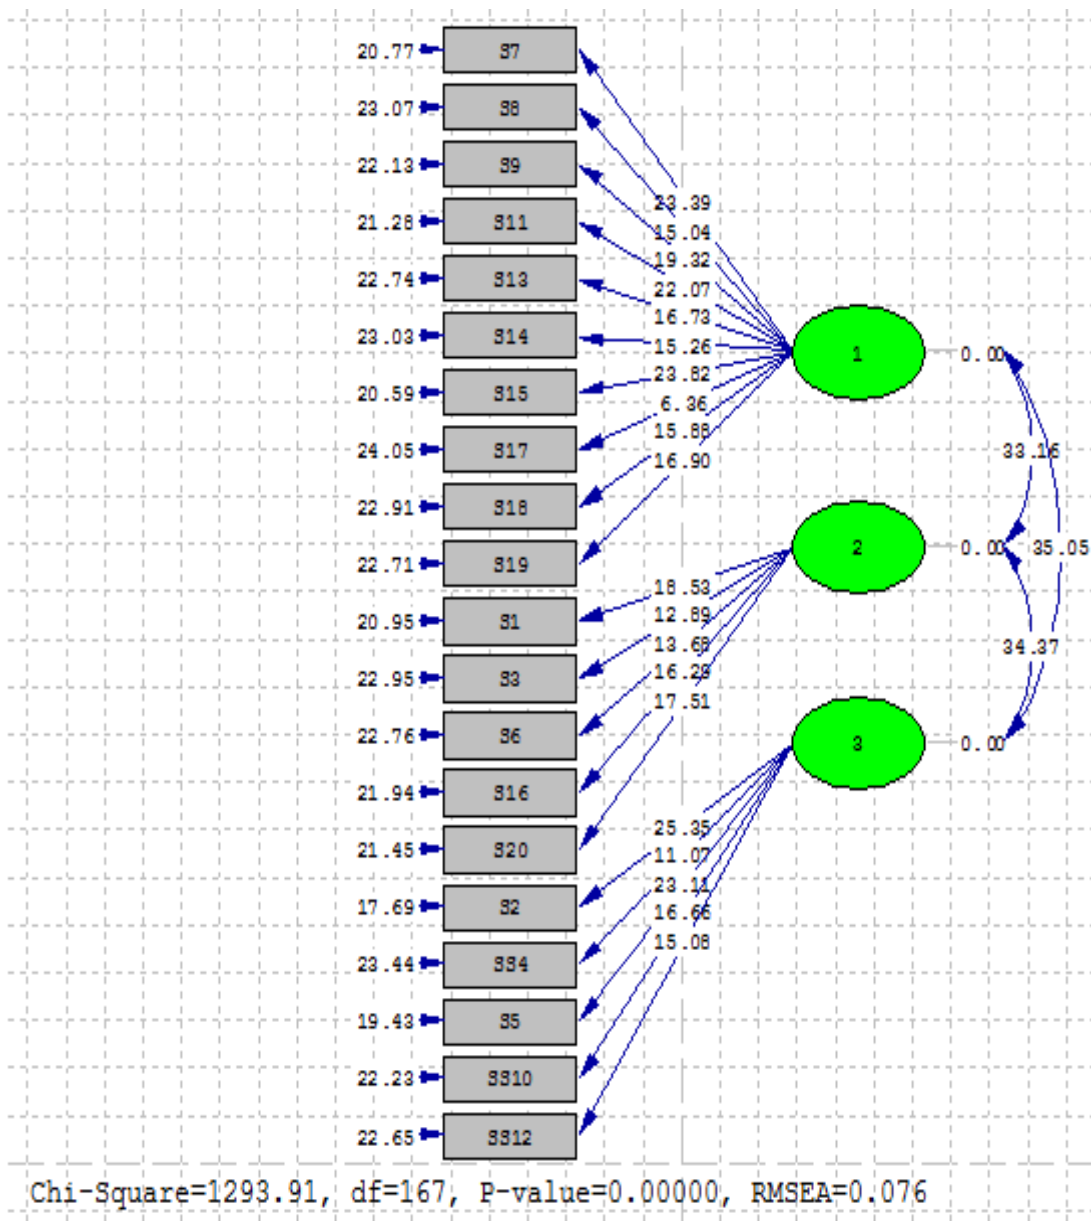 20.77 S7
23.07 S8
22.13 S9
21.28 S11
22.74 S13
23.03 S14
20.59 S15
24.05 S17
22.91 S18
22.71 S19
20.95 S1
22.95 S3
22.76 S6
21.94 S16
21.45 S20
17.69 S2
23.44 SS4
19.43 S5
22.23 SS10
22.65 SS12
23.39
15.04
19.32
22.07
16.73
15.26
23.82
6.36
15.88
16.90
18.53
12.89
13.68
16.29
17.51
25.35
11.07
23.11
16.66
15.08
1 0.00
2 0.00
3 0.00
33.16
35.05
34.37
Chi-Square=1293.91, df=167, P-value=0.00000, RMSEA=0.076